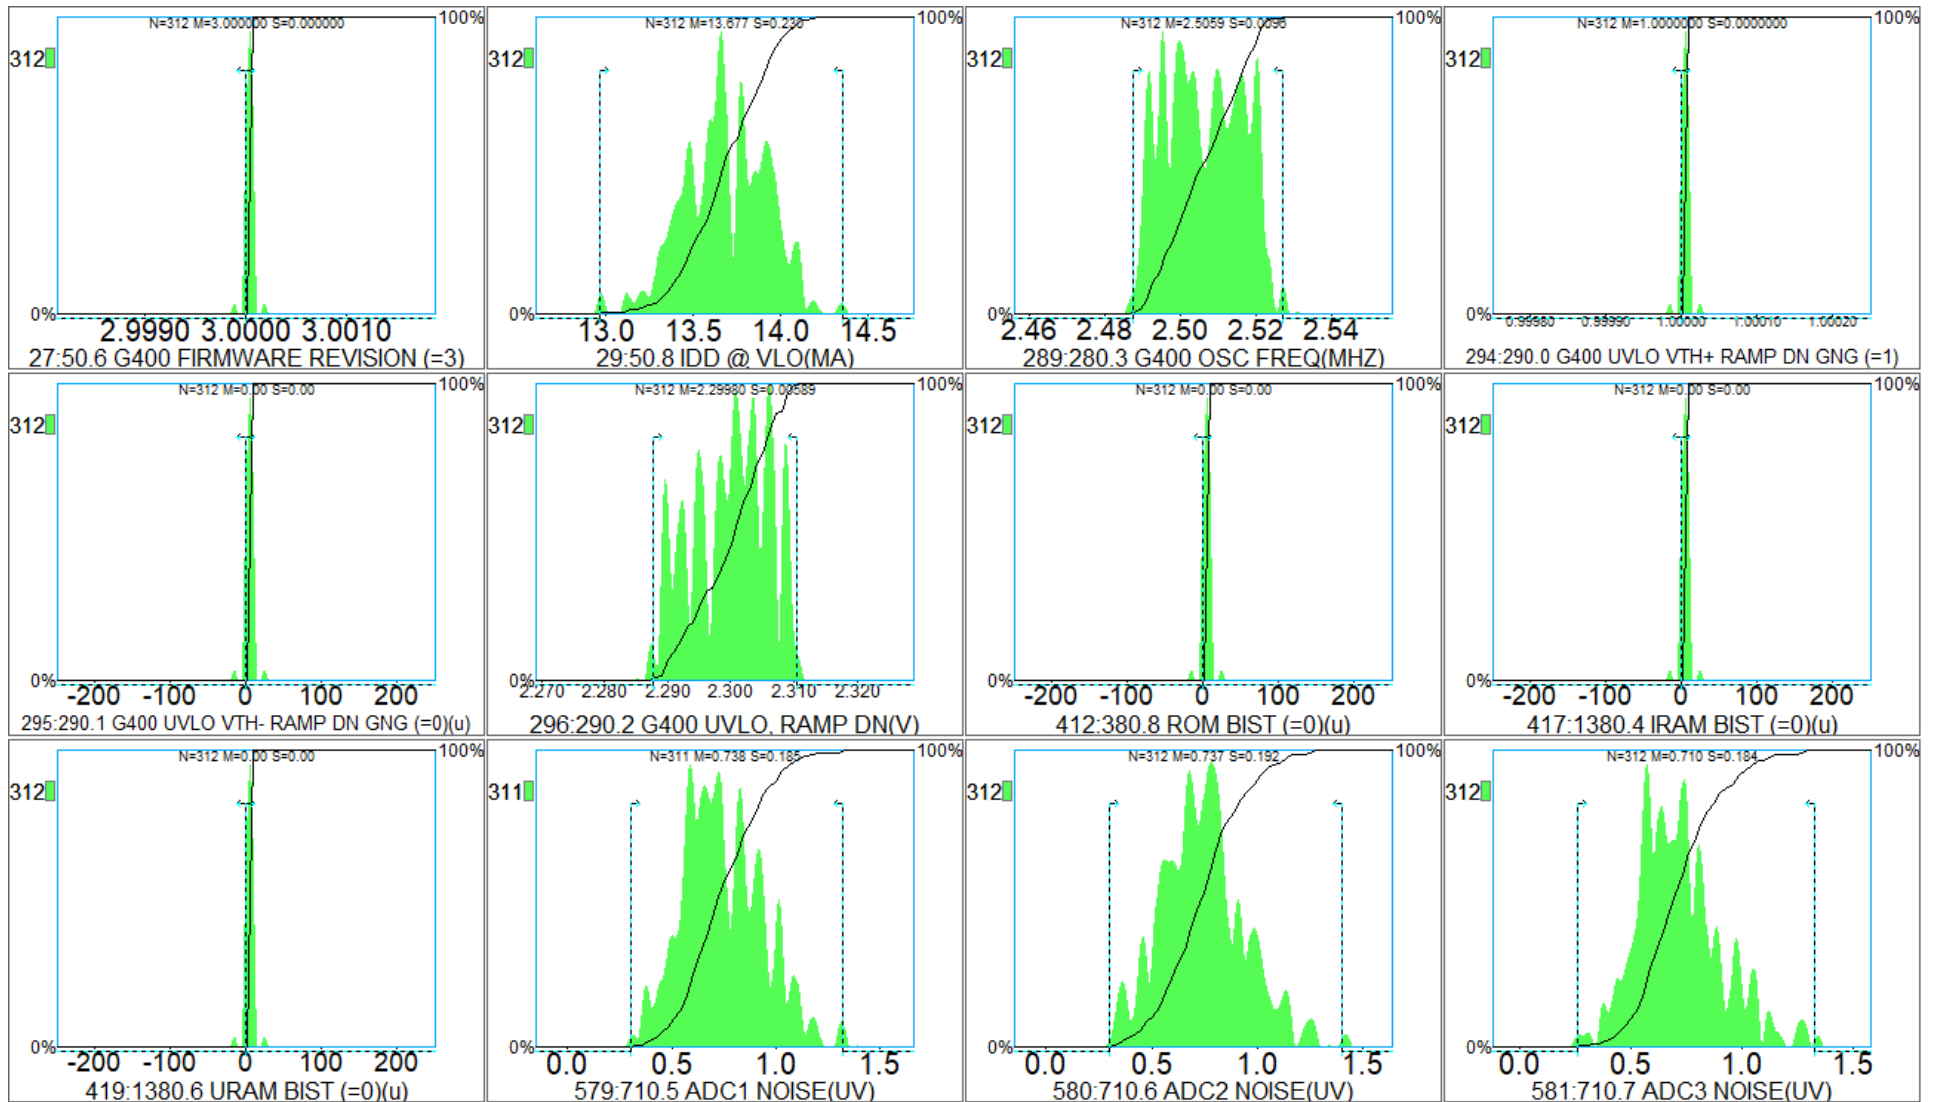 N=312 M=3.000000 S=0.000000
100%
312
0%
2.9990 3.0000 3.0010
27:50.6 G400 FIRMWARE REVISION (=3)
N=312 M=13.677 S=0.230
100%
312
0%
13.0 13.5 14.0 14.5
29:50.8 IDD @ VLO(MA)
N=312 M=2.5059 S=0.0096
100%
312
0%
2.46 2.48 2.50 2.52 2.54
289:280.3 G400 OSC FREQ(MHZ)
N=312 M=1.0000000 S=0.0000000
100%
312
0%
0.99980 0.99990 1.00000 1.00010 1.00020
294:290.0 G400 UVLO VTH+ RAMP DN GNG (=1)
N=312 M=0.00 S=0.00
100%
312
0%
-200 -100 0 100 200
295:290.1 G400 UVLO VTH- RAMP DN GNG (=0)(u)
N=312 M=2.29980 S=0.00589
100%
312
0%
2.270 2.280 2.290 2.300 2.310 2.320
296:290.2 G400 UVLO, RAMP DN(V)
N=312 M=0.00 S=0.00
100%
312
0%
-200 -100 0 100 200
412:380.8 ROM BIST (=0)(u)
N=312 M=0.00 S=0.00
100%
312
0%
-200 -100 0 100 200
417:1380.4 IRAM BIST (=0)(u)
N=312 M=0.00 S=0.00
100%
312
0%
-200 -100 0 100 200
419:1380.6 URAM BIST (=0)(u)
N=311 M=0.738 S=0.185
100%
311
0%
0.0 0.5 1.0 1.5
579:710.5 ADC1 NOISE(UV)
N=312 M=0.737 S=0.192
100%
312
0%
0.0 0.5 1.0 1.5
580:710.6 ADC2 NOISE(UV)
N=312 M=0.710 S=0.184
100%
312
0%
0.0 0.5 1.0 1.5
581:710.7 ADC3 NOISE(UV)